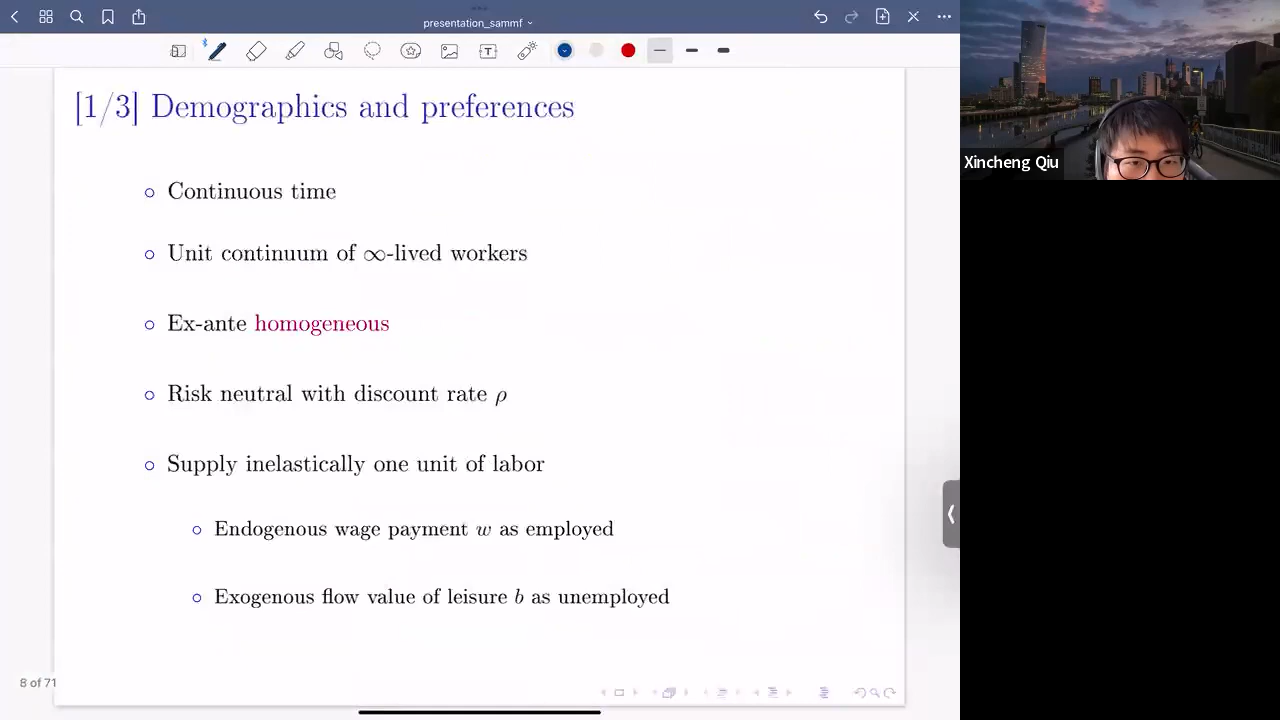 presentation_sammf
[1/3] Demographics and preferences
Xincheng Qiu
Continuous time
Unit continuum of ∞-lived workers
Ex-ante homogeneous
Risk neutral with discount rate ρ
Supply inelastically one unit of labor
Endogenous wage payment w as employed
Exogenous flow value of leisure b as unemployed
8 of 71